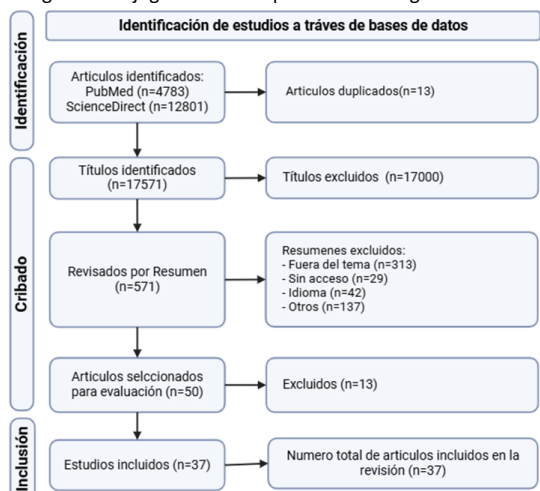 Identificación de estudios a tráves de bases de datos
Identificación
Articulos identificados:
PubMed (n=4783)
ScienceDirect (n=12801)
Articulos duplicados(n=13)
Cribado
Títulos identificados
(n=17571)
Títulos excluidos (n=17000)
Revisados por Resumen
(n=571)
Resumenes excluidos:
- Fuera del tema (n=313)
- Sin acceso (n=29)
- Idioma (n=42)
- Otros (n=137)
Articulos selccionados
para evaluación (n=50)
Excluidos (n=13)
Inclusión
Estudios incluidos (n=37)
Numero total de articulos incluidos en la
revisión (n=37)